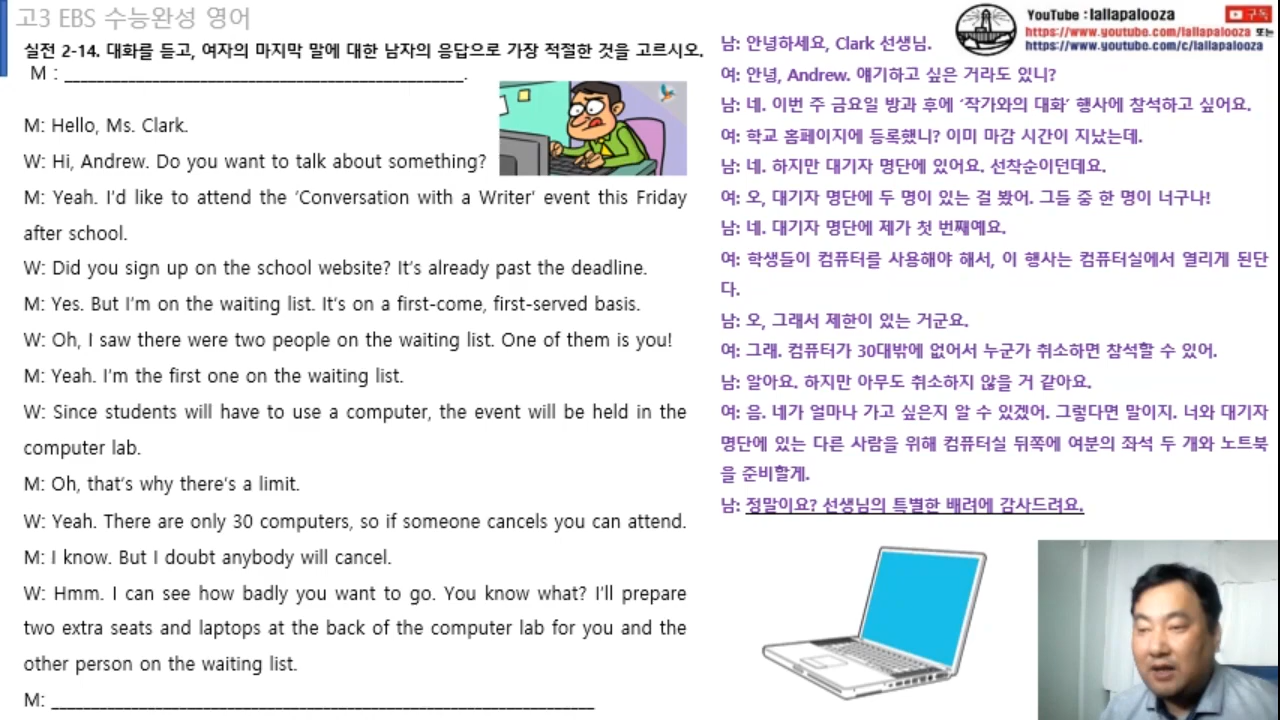 고3 EBS 수능완성 영어
실전 2-14. 대화를 듣고, 여자의 마지막 말에 대한 남자의 응답으로 가장 적절한 것을 고르시오.
M : ________________________________________________.
M: Hello, Ms. Clark.
W: Hi, Andrew. Do you want to talk about something?
M: Yeah. I'd like to attend the ‘Conversation with a Writer’ event this Friday
after school.
W: Did you sign up on the school website? It's already past the deadline.
M: Yes. But I'm on the waiting list. It's on a first-come, first-served basis.
W: Oh, I saw there were two people on the waiting list. One of them is you!
M: Yeah. I'm the first one on the waiting list.
W: Since students will have to use a computer, the event will be held in the
computer lab.
M: Oh, that's why there's a limit.
W: Yeah. There are only 30 computers, so if someone cancels you can attend.
M: I know. But I doubt anybody will cancel.
W: Hmm. I can see how badly you want to go. You know what? I'll prepare
two extra seats and laptops at the back of the computer lab for you and the
other person on the waiting list.
M: ________________________________________________________________
YouTube : lallapalooza
구독
https://www.youtube.com/lallapalooza 또는
https://www.youtube.com/c/lallapalooza
남: 안녕하세요, Clark 선생님.
여: 안녕, Andrew. 얘기하고 싶은 거라도 있니?
남: 네. 이번 주 금요일 방과 후에 ‘작가와의 대화’ 행사에 참석하고 싶어요.
여: 학교 홈페이지에 등록했니? 이미 마감 시간이 지났는데.
남: 네. 하지만 대기자 명단에 있어요. 선착순이던데요.
여: 오, 대기자 명단에 두 명이 있는 걸 봤어. 그들 중 한 명이 너구나!
남: 네. 대기자 명단에 제가 첫 번째예요.
여: 학생들이 컴퓨터를 사용해야 해서, 이 행사는 컴퓨터실에서 열리게 된단
다.
남: 오, 그래서 제한이 있는 거군요.
여: 그래. 컴퓨터가 30대밖에 없어서 누군가 취소하면 참석할 수 있어.
남: 알아요. 하지만 아무도 취소하지 않을 거 같아요.
여: 음. 네가 얼마나 가고 싶은지 알 수 있겠어. 그렇다면 말이지. 너와 대기자
명단에 있는 다른 사람을 위해 컴퓨터실 뒤쪽에 여분의 좌석 두 개와 노트북
을 준비할게.
남: 정말이요? 선생님의 특별한 배려에 감사드려요.